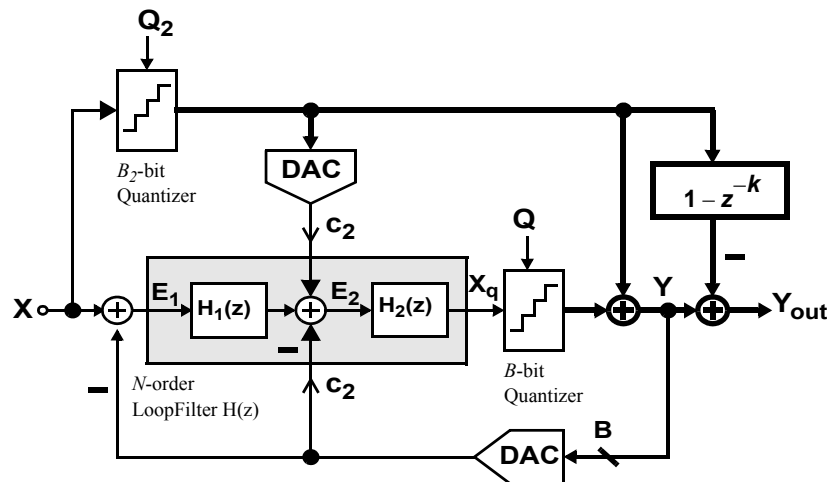 Q2
B2-bit
Quantizer
DAC
1 – z^–k
c2
Q
X
E1
H1(z)
E2
H2(z)
Xq
Y
Yout
N-order
LoopFilter H(z)
c2
B-bit
Quantizer
B
DAC